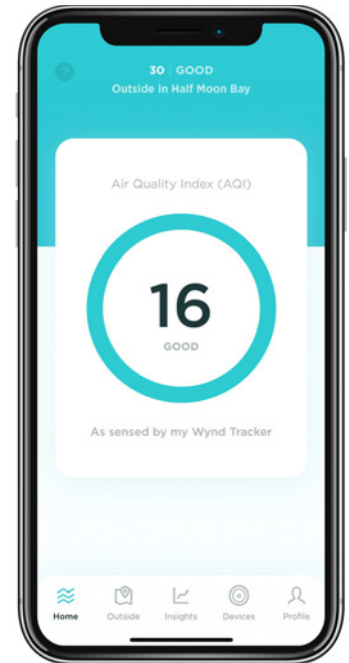 ?
30 | GOOD
Outside in Half Moon Bay
Air Quality Index (AQI)
16
GOOD
As sensed by my Wynd Tracker
Home Outside Insights Devices Profile